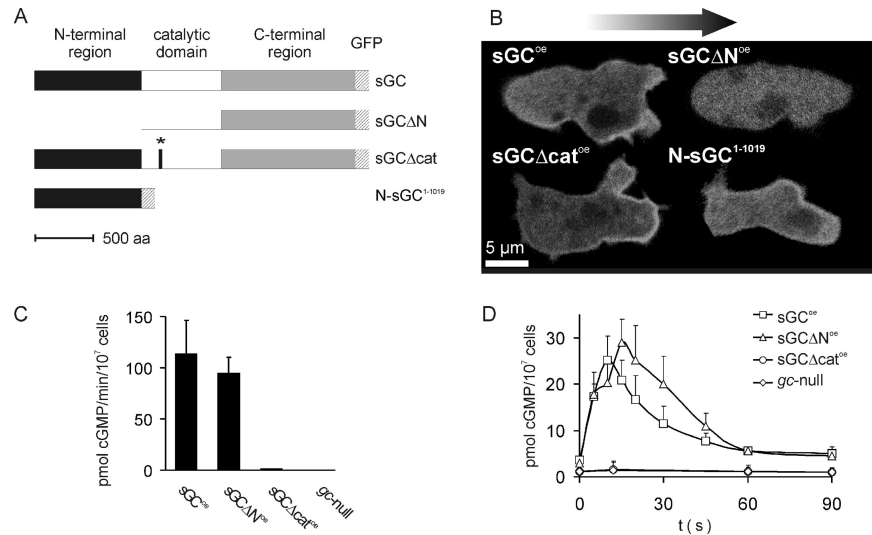 A
N-terminal region
catalytic domain
C-terminal region
GFP
sGC
sGCΔN
*
sGCΔcat
N-sGC¹⁻¹⁰¹⁹
500 aa
B
sGCᵒᵉ
sGCΔNᵒᵉ
sGCΔcatᵒᵉ
N-sGC¹⁻¹⁰¹⁹
5 µm
C
pmol cGMP/min/10⁷ cells
150
100
50
0
sGCᵒᵉ
sGCΔNᵒᵉ
sGCΔcatᵒᵉ
gc-null
D
pmol cGMP/10⁷ cells
30
20
10
0
0 30 60 90
t (s)
sGCᵒᵉ
sGCΔNᵒᵉ
sGCΔcatᵒᵉ
gc-null